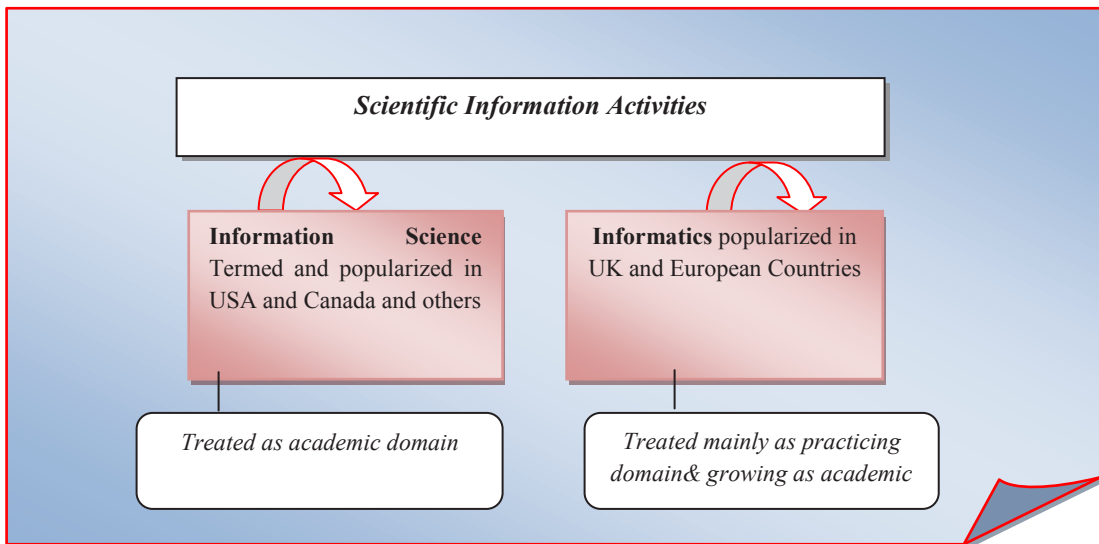 Scientific Information Activities
Information Science
Termed and popularized in
USA and Canada and others
Informatics popularized in
UK and European Countries
Treated as academic domain
Treated mainly as practicing
domain& growing as academic